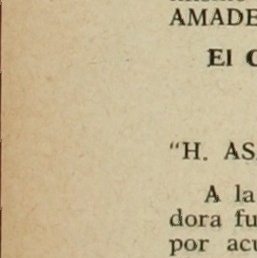 AMADE
El
"H. AS
A la
dora fu
por acu